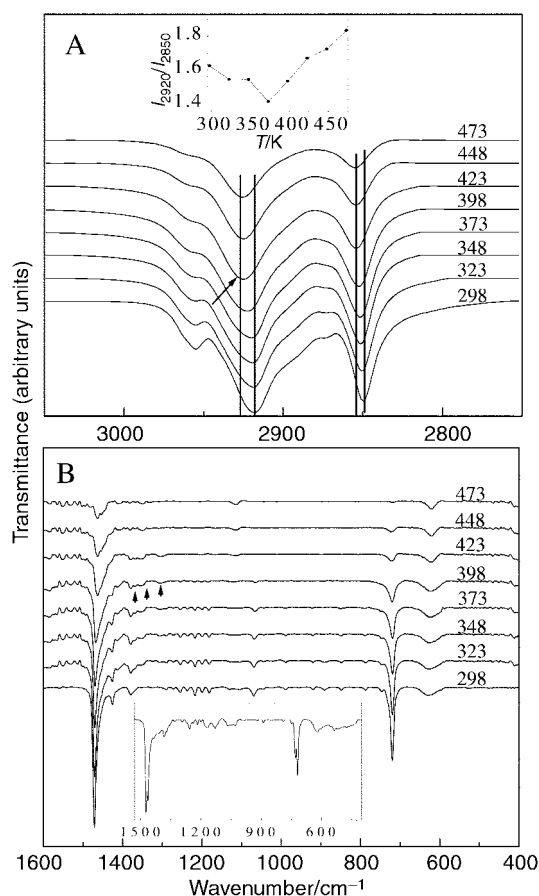 A
I2920/I2850
1.8
1.6
1.4
300 350 400 450
T/K
473
448
423
398
373
348
323
298
3000 2900 2800
Transmittance (arbitrary units)
B
473
448
423
398
373
348
323
298
1500 1200 900 600
1600 1400 1200 1000 800 600 400
Wavenumber/cm⁻¹